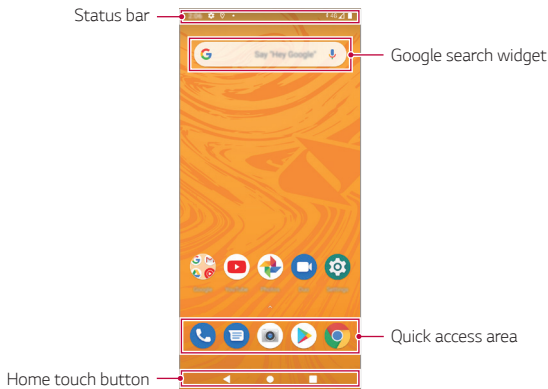 Status bar
Google search widget
Say "Hey Google"
Quick access area
Home touch button